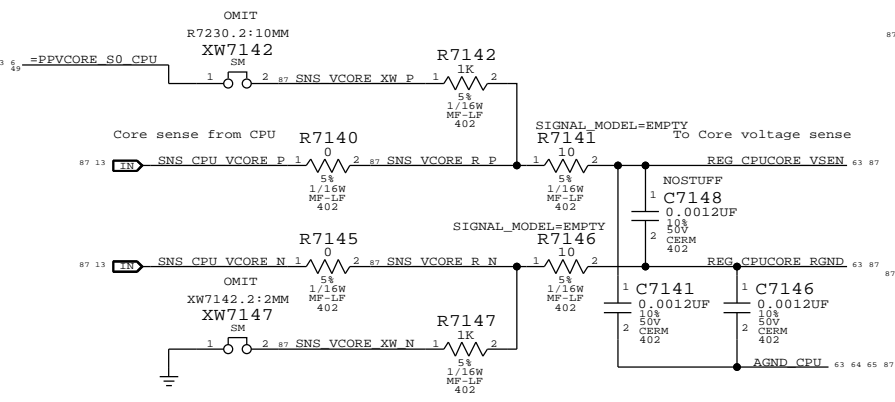 OMIT
R7230.2:10MM
XW7142
SM
=PPVCORE_S0_CPU
3 6
49
1 2 87 SNS_VCORE_XW_P
R7142
1K
1 2
5%
1/16W
MF-LF
402
87
Core sense from CPU
87 13 IN SNS_CPU_VCORE_P
R7140
0
1 2
5%
1/16W
MF-LF
402
87 SNS_VCORE_R_P
SIGNAL_MODEL=EMPTY
R7141
10
1 2
5%
1/16W
MF-LF
402
To Core voltage sense
REG_CPUCORE_VSEN 63 87
NOSTUFF
1 C7148
0.0012UF
10%
50V
2 CERM
402
87 13 IN SNS_CPU_VCORE_N
R7145
0
1 2
5%
1/16W
MF-LF
402
87 SNS_VCORE_R_N
SIGNAL_MODEL=EMPTY
R7146
10
1 2
5%
1/16W
MF-LF
402
REG_CPUCORE_RGND 63 87
87
OMIT
XW7142.2:2MM
XW7147
SM
1 2 87 SNS_VCORE_XW_N
R7147
1K
1 2
5%
1/16W
MF-LF
402
1 C7141
0.0012UF
10%
50V
2 CERM
402
1 C7146
0.0012UF
10%
50V
2 CERM
402
AGND_CPU 63 64 65 87